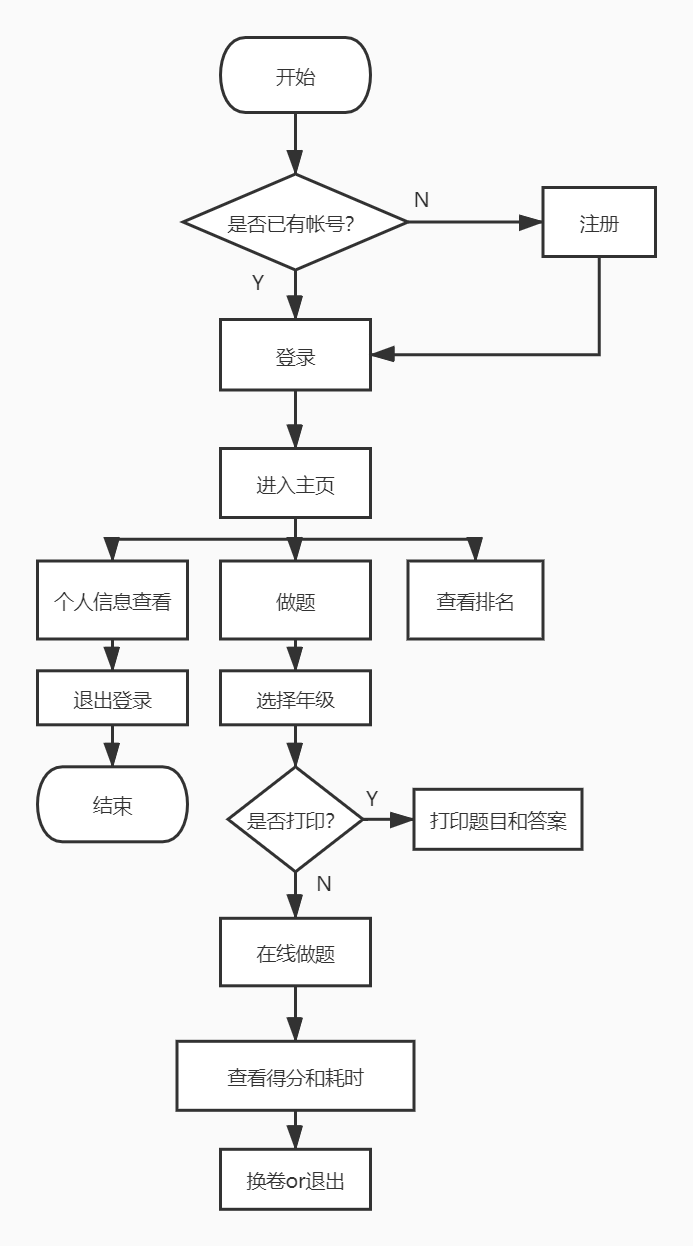 开始
是否已有帐号?
N
注册
Y
登录
进入主页
个人信息查看
做题
查看排名
退出登录
选择年级
结束
是否打印?
Y
打印题目和答案
N
在线做题
查看得分和耗时
换卷or退出